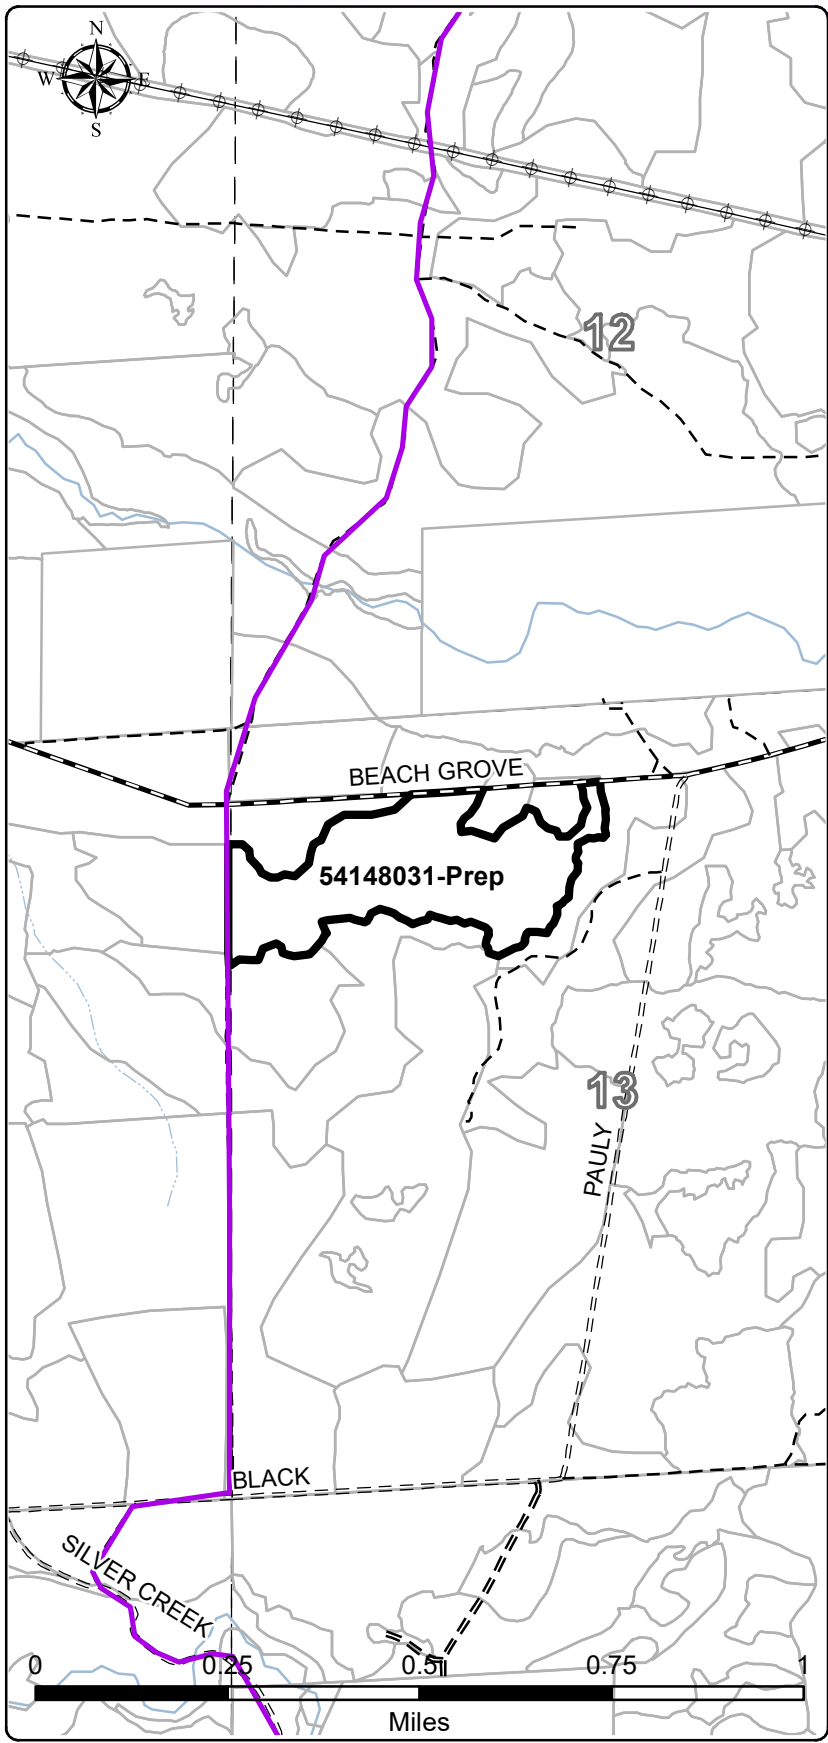 N
W E
S
12
BEACH GROVE
54148031-Prep
13
PAULY
BLACK
SILVER CREEK
0 0.25 0.5 0.75 1
Miles